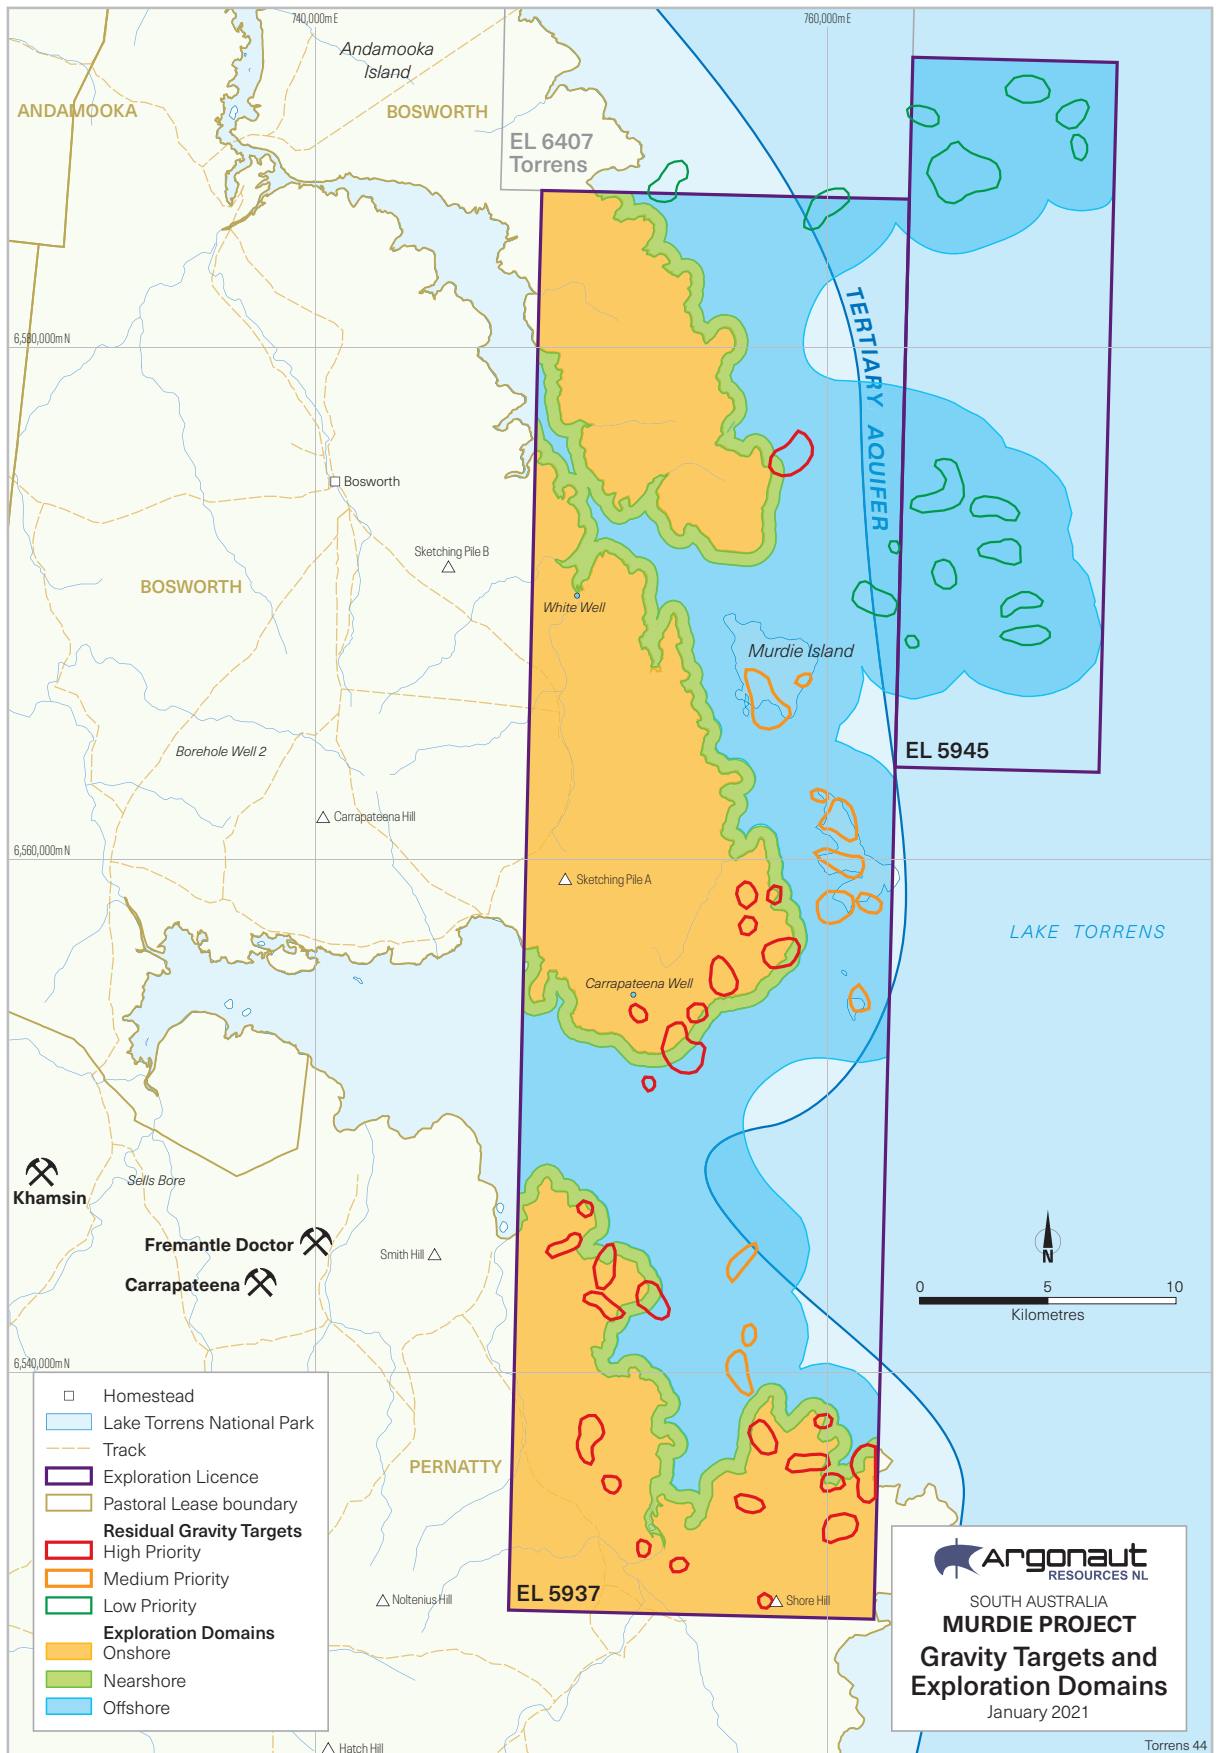 740,000m E
760,000m E
Andamooka
Island
ANDAMOOKA
BOSWORTH
EL 6407
Torrens
6,580,000m N
TERTIARY AQUIFER
Bosworth
Sketching Pile B
BOSWORTH
White Well
Murdie Island
Borehole Well 2
EL 5945
Carrapateena Hill
6,560,000m N
Sketching Pile A
LAKE TORRENS
Carrapateena Well
Khamsin
Sells Bore
Fremantle Doctor
Smith Hill
Carrapateena
N
0 5 10
Kilometres
6,540,000m N
PERNATTY
EL 5937
Noltenius Hill
Shore Hill
Hatch Hill
Homestead
Lake Torrens National Park
Track
Exploration Licence
Pastoral Lease boundary
Residual Gravity Targets
High Priority
Medium Priority
Low Priority
Exploration Domains
Onshore
Nearshore
Offshore
Argonaut
RESOURCES NL
SOUTH AUSTRALIA
MURDIE PROJECT
Gravity Targets and
Exploration Domains
January 2021
Torrens 44